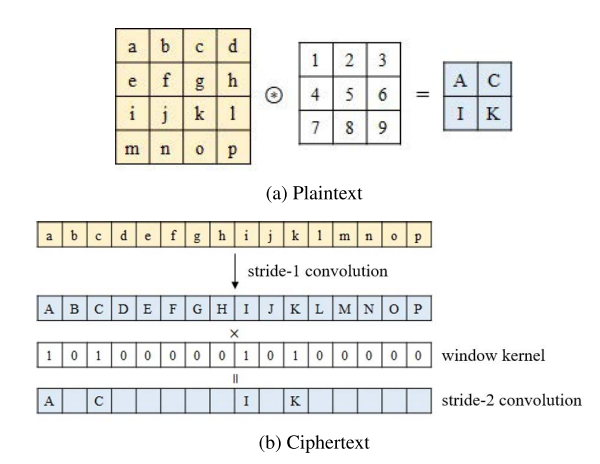 a b c d
e f g h
i j k l
m n o p
⊛
1 2 3
4 5 6
7 8 9
=
A C
I K
(a) Plaintext
a b c d e f g h i j k l m n o p
stride-1 convolution
A B C D E F G H I J K L M N O P
×
1 0 1 0 0 0 0 0 1 0 1 0 0 0 0 0 window kernel
=
A C I K stride-2 convolution
(b) Ciphertext